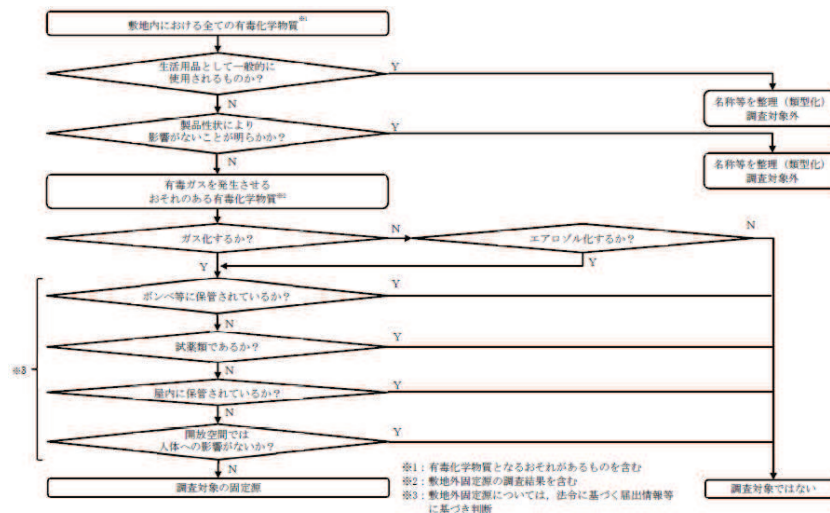 敷地内における全ての有毒化学物質※1
生活用品として一般的に
使用されるものか？
Y
N
名称等を整理（類型化）
調査対象外
製品性状により
影響がないことが明らかか？
Y
N
名称等を整理（類型化）
調査対象外
有毒ガスを発生させる
おそれのある有毒化学物質※2
ガス化するか？
N
エアロゾル化するか？
N
Y
Y
ボンベ等に保管されているか？
Y
N
試薬類であるか？
Y
※3
N
屋内に保管されているか？
Y
N
開放空間では
人体への影響がないか？
Y
N
調査対象の固定源
※1：有毒化学物質となるおそれがあるものを含む
※2：敷地外固定源の調査結果を含む
※3：敷地外固定源については，法令に基づく届出情報等
に基づき判断
調査対象ではない